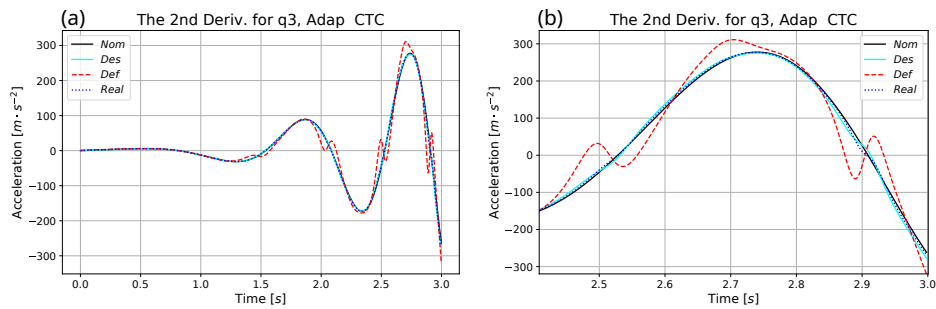 (a)
The 2nd Deriv. for q3, Adap CTC
Acceleration [m · s⁻²]
300
200
100
0
−100
−200
−300
Nom
Des
Def
Real
0.0 0.5 1.0 1.5 2.0 2.5 3.0
Time [s]
(b)
The 2nd Deriv. for q3, Adap CTC
Acceleration [m · s⁻²]
300
200
100
0
−100
−200
−300
Nom
Des
Def
Real
2.5 2.6 2.7 2.8 2.9 3.0
Time [s]